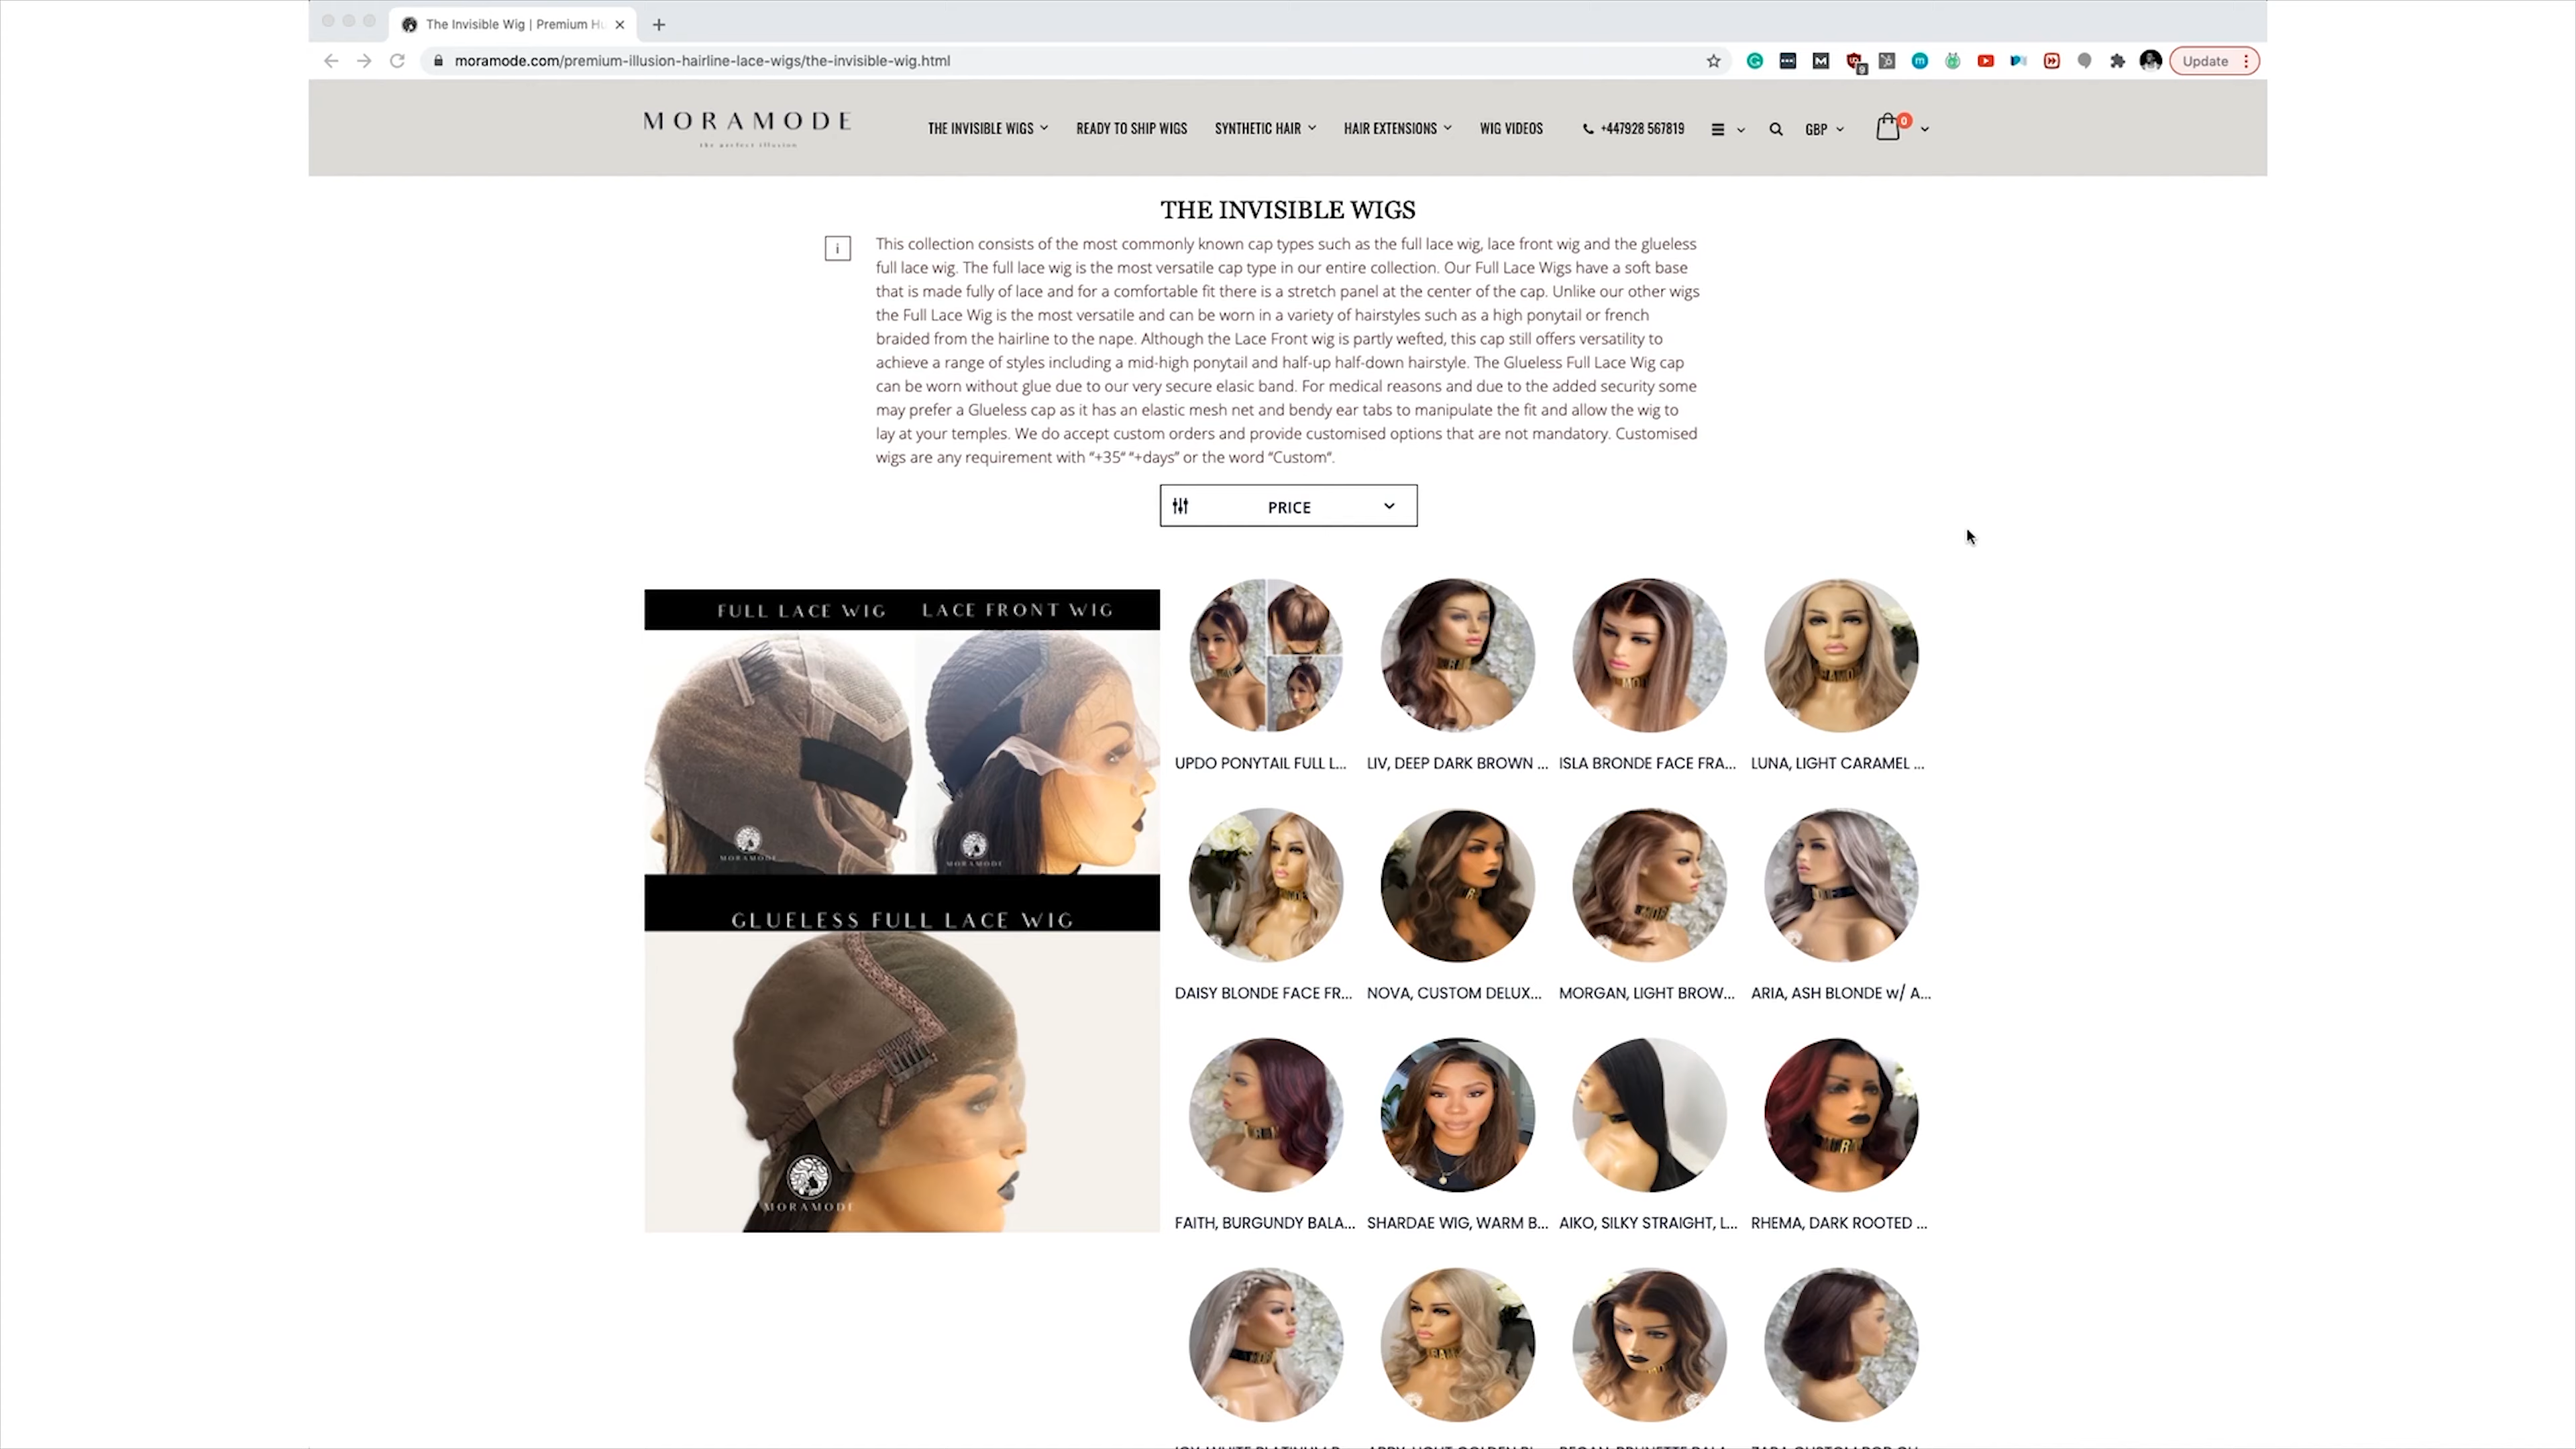 The Invisible Wig | Premium Hu
moramode.com/premium-illusion-hairline-lace-wigs/the-invisible-wig.html
Update
MORAMODE
the perfect illusion
THE INVISIBLE WIGS
READY TO SHIP WIGS
SYNTHETIC HAIR
HAIR EXTENSIONS
WIG VIDEOS
+447928 567819
GBP
0
THE INVISIBLE WIGS
i
This collection consists of the most commonly known cap types such as the full lace wig, lace front wig and the glueless
full lace wig. The full lace wig is the most versatile cap type in our entire collection. Our Full Lace Wigs have a soft base
that is made fully of lace and for a comfortable fit there is a stretch panel at the center of the cap. Unlike our other wigs
the Full Lace Wig is the most versatile and can be worn in a variety of hairstyles such as a high ponytail or french
braided from the hairline to the nape. Although the Lace Front wig is partly wefted, this cap still offers versatility to
achieve a range of styles including a mid-high ponytail and half-up half-down hairstyle. The Glueless Full Lace Wig cap
can be worn without glue due to our very secure elasic band. For medical reasons and due to the added security some
may prefer a Glueless cap as it has an elastic mesh net and bendy ear tabs to manipulate the fit and allow the wig to
lay at your temples. We do accept custom orders and provide customised options that are not mandatory. Customised
wigs are any requirement with “+35“ “+days” or the word “Custom“.
PRICE
FULL LACE WIG
LACE FRONT WIG
MORAMODE
MORAMODE
GLUELESS FULL LACE WIG
MORAMODE
UPDO PONYTAIL FULL L...
LIV, DEEP DARK BROWN ...
ISLA BRONDE FACE FRA...
LUNA, LIGHT CARAMEL ...
DAISY BLONDE FACE FR...
NOVA, CUSTOM DELUX...
MORGAN, LIGHT BROW...
ARIA, ASH BLONDE w/ A...
FAITH, BURGUNDY BALA...
SHARDAE WIG, WARM B...
AIKO, SILKY STRAIGHT, L...
RHEMA, DARK ROOTED ...